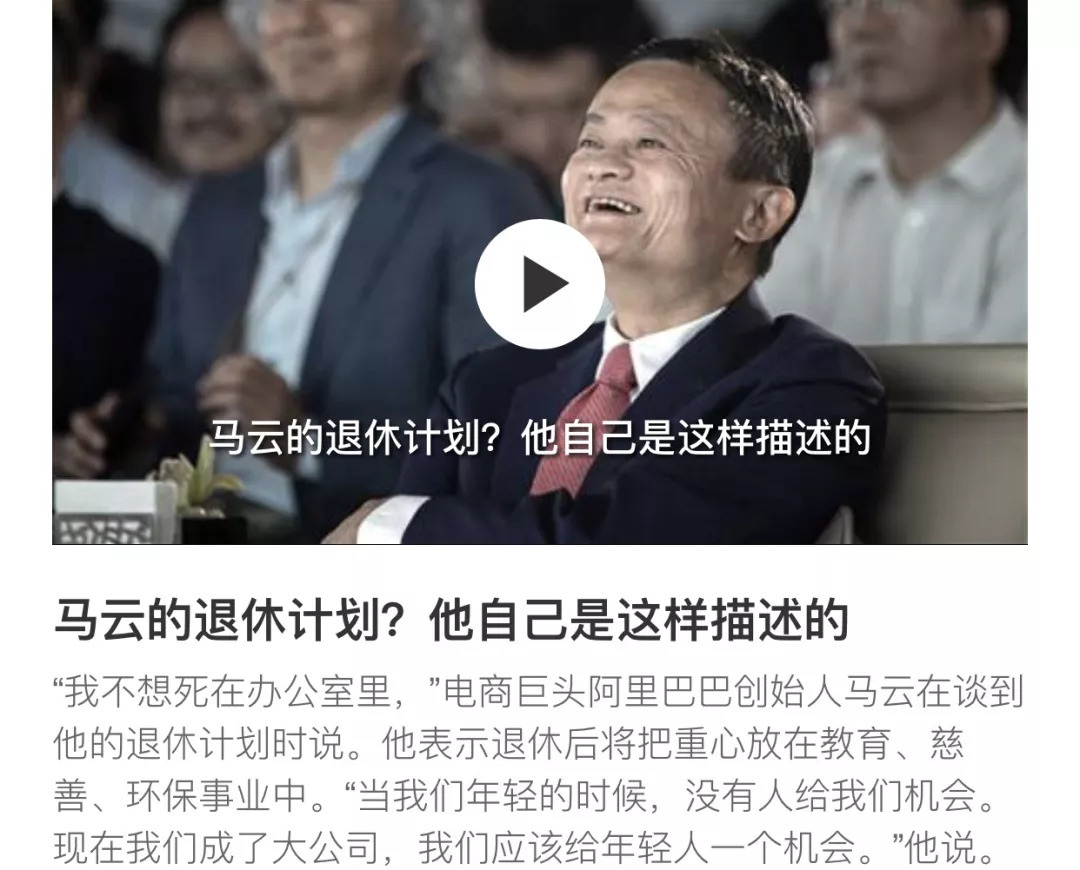 马云的退休计划？他自己是这样描述的
马云的退休计划？他自己是这样描述的
“我不想死在办公室里，”电商巨头阿里巴巴创始人马云在谈到
他的退休计划时说。他表示退休后将把重心放在教育、慈
善、环保事业中。“当我们年轻的时候，没有人给我们机会。
现在我们成了大公司，我们应该给年轻人一个机会。”他说。